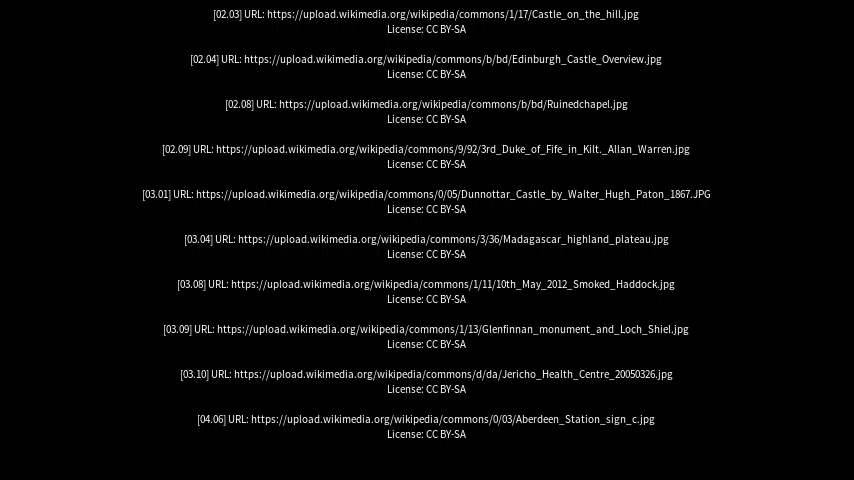 [02.03] URL: https://upload.wikimedia.org/wikipedia/commons/1/17/Castle_on_the_hill.jpg
License: CC BY-SA
[02.04] URL: https://upload.wikimedia.org/wikipedia/commons/b/bd/Edinburgh_Castle_Overview.jpg
License: CC BY-SA
[02.08] URL: https://upload.wikimedia.org/wikipedia/commons/b/bd/Ruinedchapel.jpg
License: CC BY-SA
[02.09] URL: https://upload.wikimedia.org/wikipedia/commons/9/92/3rd_Duke_of_Fife_in_Kilt._Allan_Warren.jpg
License: CC BY-SA
[03.01] URL: https://upload.wikimedia.org/wikipedia/commons/0/05/Dunnottar_Castle_by_Walter_Hugh_Paton_1867.JPG
License: CC BY-SA
[03.04] URL: https://upload.wikimedia.org/wikipedia/commons/3/36/Madagascar_highland_plateau.jpg
License: CC BY-SA
[03.08] URL: https://upload.wikimedia.org/wikipedia/commons/1/11/10th_May_2012_Smoked_Haddock.jpg
License: CC BY-SA
[03.09] URL: https://upload.wikimedia.org/wikipedia/commons/1/13/Glenfinnan_monument_and_Loch_Shiel.jpg
License: CC BY-SA
[03.10] URL: https://upload.wikimedia.org/wikipedia/commons/d/da/Jericho_Health_Centre_20050326.jpg
License: CC BY-SA
[04.06] URL: https://upload.wikimedia.org/wikipedia/commons/0/03/Aberdeen_Station_sign_c.jpg
License: CC BY-SA